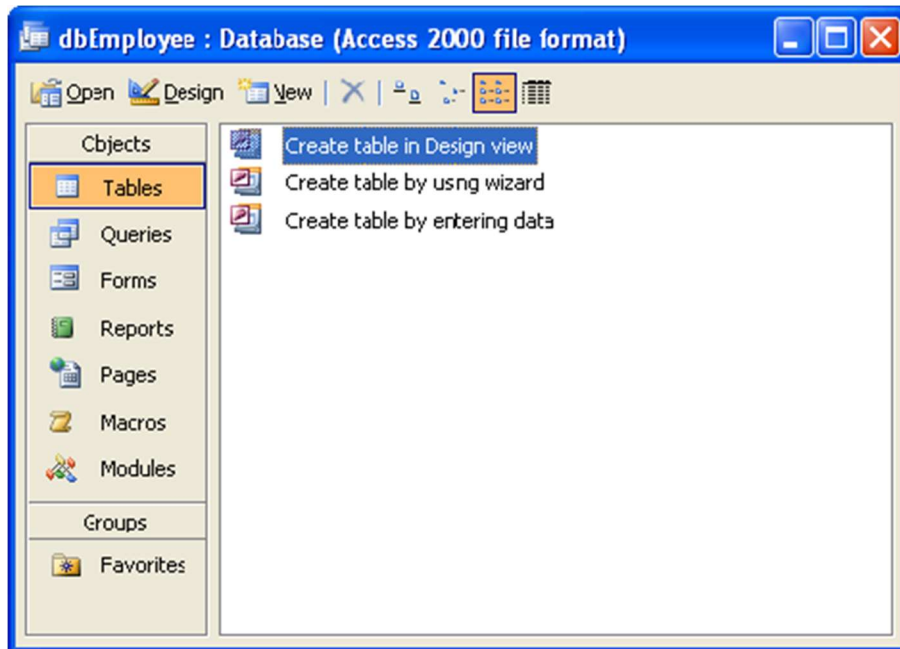 dbEmployee : Database (Access 2000 file format)
Open Design New
Objects
Tables
Queries
Forms
Reports
Pages
Macros
Modules
Groups
Favorites
Create table in Design view
Create table by usng wizard
Create table by entering data